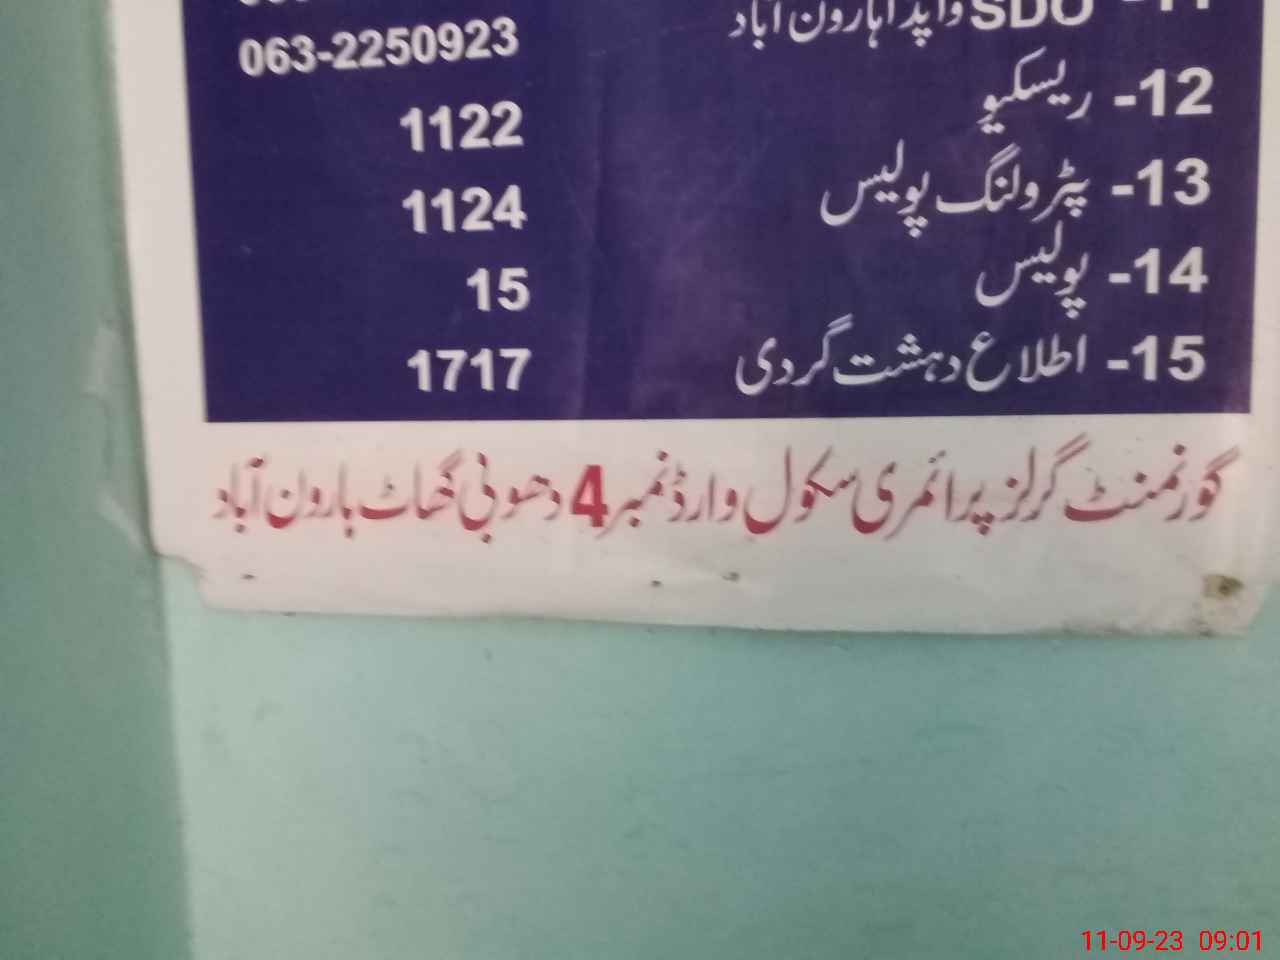 11- SDO واپڈا ہارون آباد 063-2250923
12- ریسکیو 1122
13- پٹرولنگ پولیس 1124
14- پولیس 15
15- اطلاع دہشت گردی 1717
گورنمنٹ گرلز پرائمری سکول وارڈ نمبر 4 دھوبی گھاٹ ہارون آباد
11-09-23 09:01